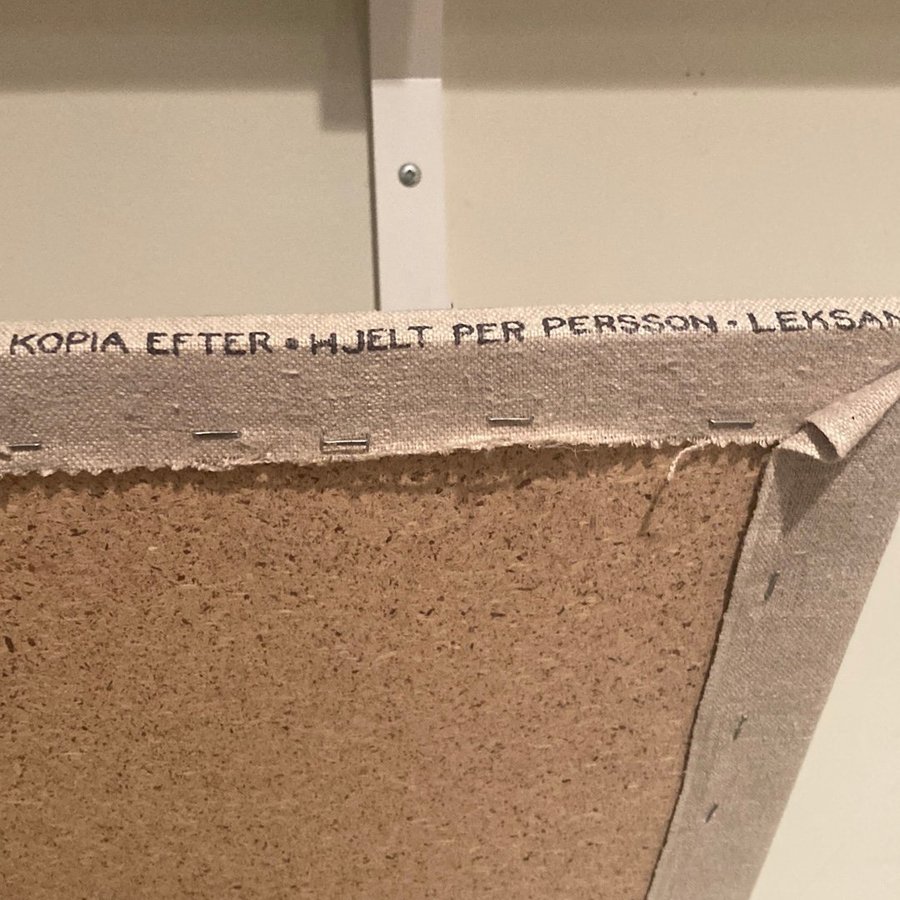 KOPIA EFTER • HJELT PER PERSSON • LEKSAN